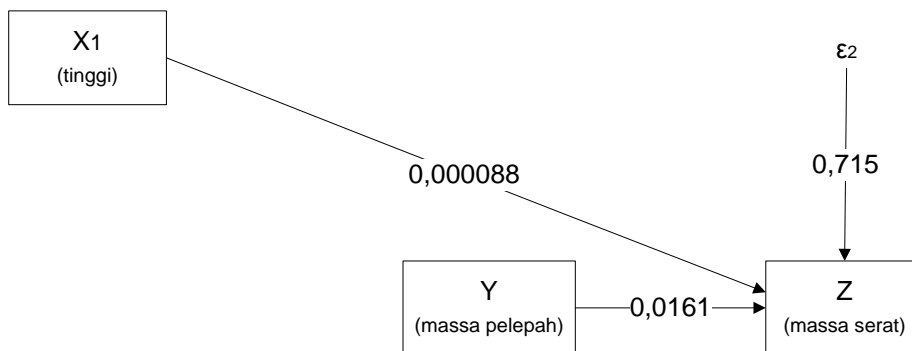 X1
(tinggi)
ε2
0,000088
0,715
Y
(massa pelepah)
0,0161
Z
(massa serat)